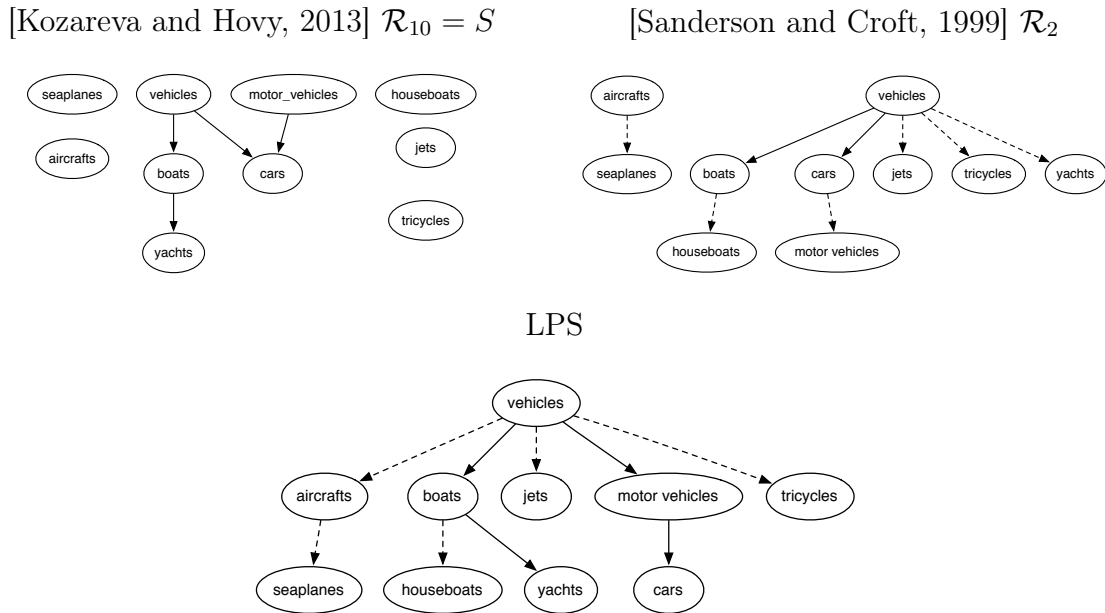 [Kozareva and Hovy, 2013] R₁₀ = S
[Sanderson and Croft, 1999] R₂
seaplanes vehicles motor_vehicles houseboats
aircrafts boats cars jets
yachts tricycles
aircrafts vehicles
seaplanes boats cars jets tricycles yachts
houseboats motor vehicles
LPS
vehicles
aircrafts boats jets motor vehicles tricycles
seaplanes houseboats yachts cars